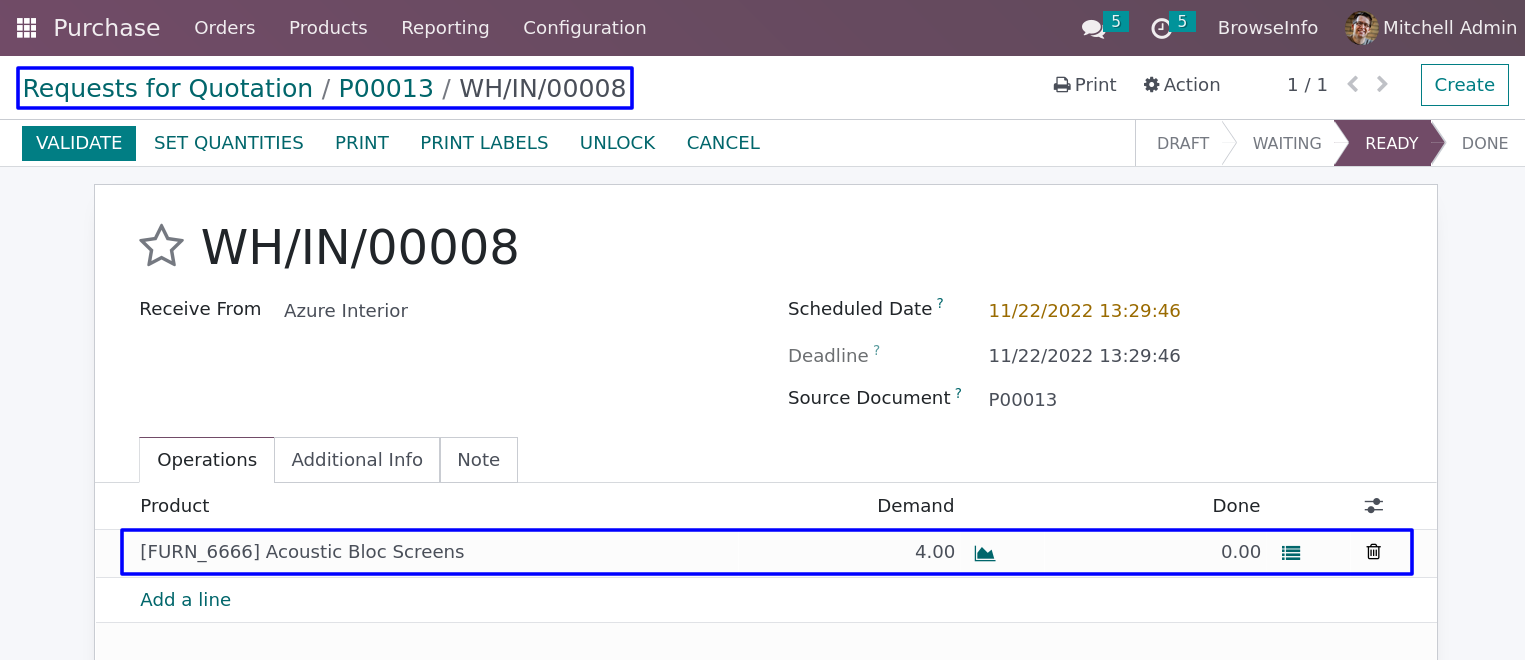 Purchase Orders Products Reporting Configuration 5 5 BrowseInfo Mitchell Admin
Requests for Quotation / P00013 / WH/IN/00008 Print Action 1 / 1 Create
VALIDATE SET QUANTITIES PRINT PRINT LABELS UNLOCK CANCEL DRAFT WAITING READY DONE
WH/IN/00008
Receive From Azure Interior Scheduled Date ? 11/22/2022 13:29:46
Deadline ? 11/22/2022 13:29:46
Source Document ? P00013
Operations Additional Info Note
Product Demand Done
[FURN_6666] Acoustic Bloc Screens 4.00 0.00
Add a line